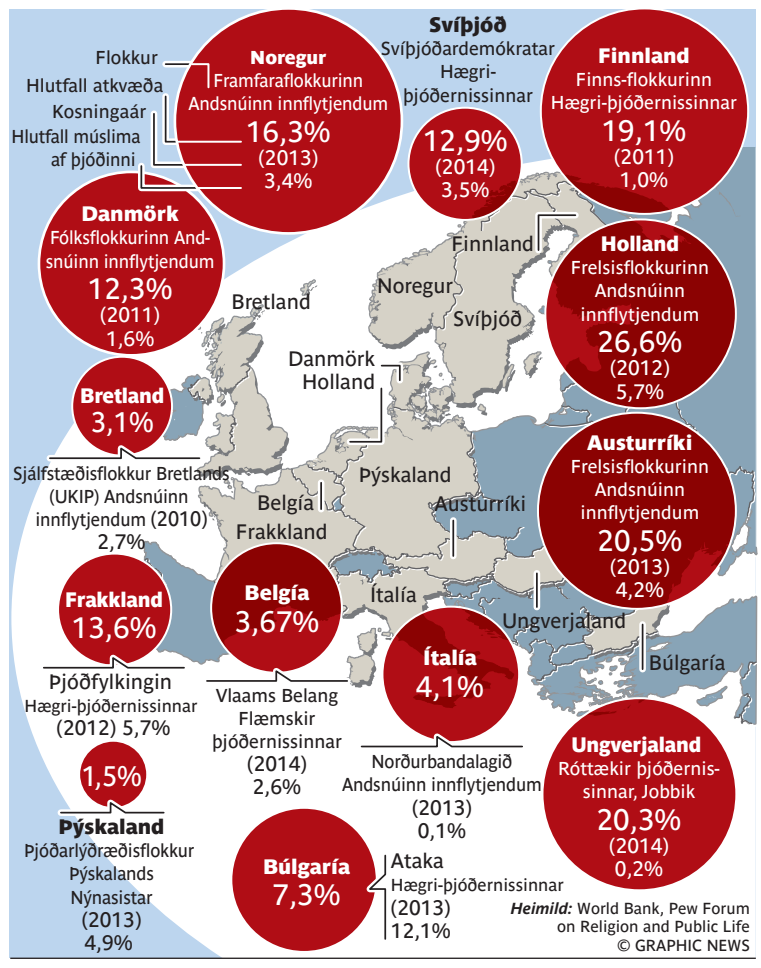 Flokkur
Hlutfall atkvæða
Kosningaár
Hlutfall múslima
af þjóðinni
Noregur
Framfaraflokkurinn
Andsnúinn innflytjendum
16,3%
(2013)
3,4%
Svíþjóð
Svíþjóðardemókratar
Hægri-
þjóðernissinnar
12,9%
(2014)
3,5%
Finnland
Finns-flokkurinn
Hægri-þjóðernissinnar
19,1%
(2011)
1,0%
Danmörk
Fólksflokkurinn And-
snúinn innflytjendum
12,3%
(2011)
1,6%
Holland
Frelsisflokkurinn
Andsnúinn
innflytjendum
26,6%
(2012)
5,7%
Finnland
Noregur
Svíþjóð
Bretland
Danmörk
Holland
Bretland
3,1%
Sjálfstæðisflokkur Bretlands
(UKIP) Andsnúinn
innflytjendum (2010)
2,7%
Þýskaland
Belgía
Frakkland
Austurríki
Ítalía
Ungverjaland
Búlgaría
Austurríki
Frelsisflokkurinn
Andsnúinn
innflytjendum
20,5%
(2013)
4,2%
Frakkland
13,6%
Þjóðfylkingin
Hægri-þjóðernissinnar
(2012) 5,7%
Belgía
3,67%
Vlaams Belang
Flæmskir
þjóðernissinnar
(2014)
2,6%
Ítalía
4,1%
Norðurbandalagið
Andsnúinn innflytjendum
(2013)
0,1%
Ungverjaland
Róttækir þjóðernis-
sinnar, Jobbik
20,3%
(2014)
0,2%
1,5%
Þýskaland
Þjóðarlýðræðisflokkur
Þýskalands
Nýnasistar
(2013)
4,9%
Búlgaría
7,3%
Ataka
Hægri-þjóðernissinnar
(2013)
12,1%
Heimild: World Bank, Pew Forum
on Religion and Public Life
© GRAPHIC NEWS